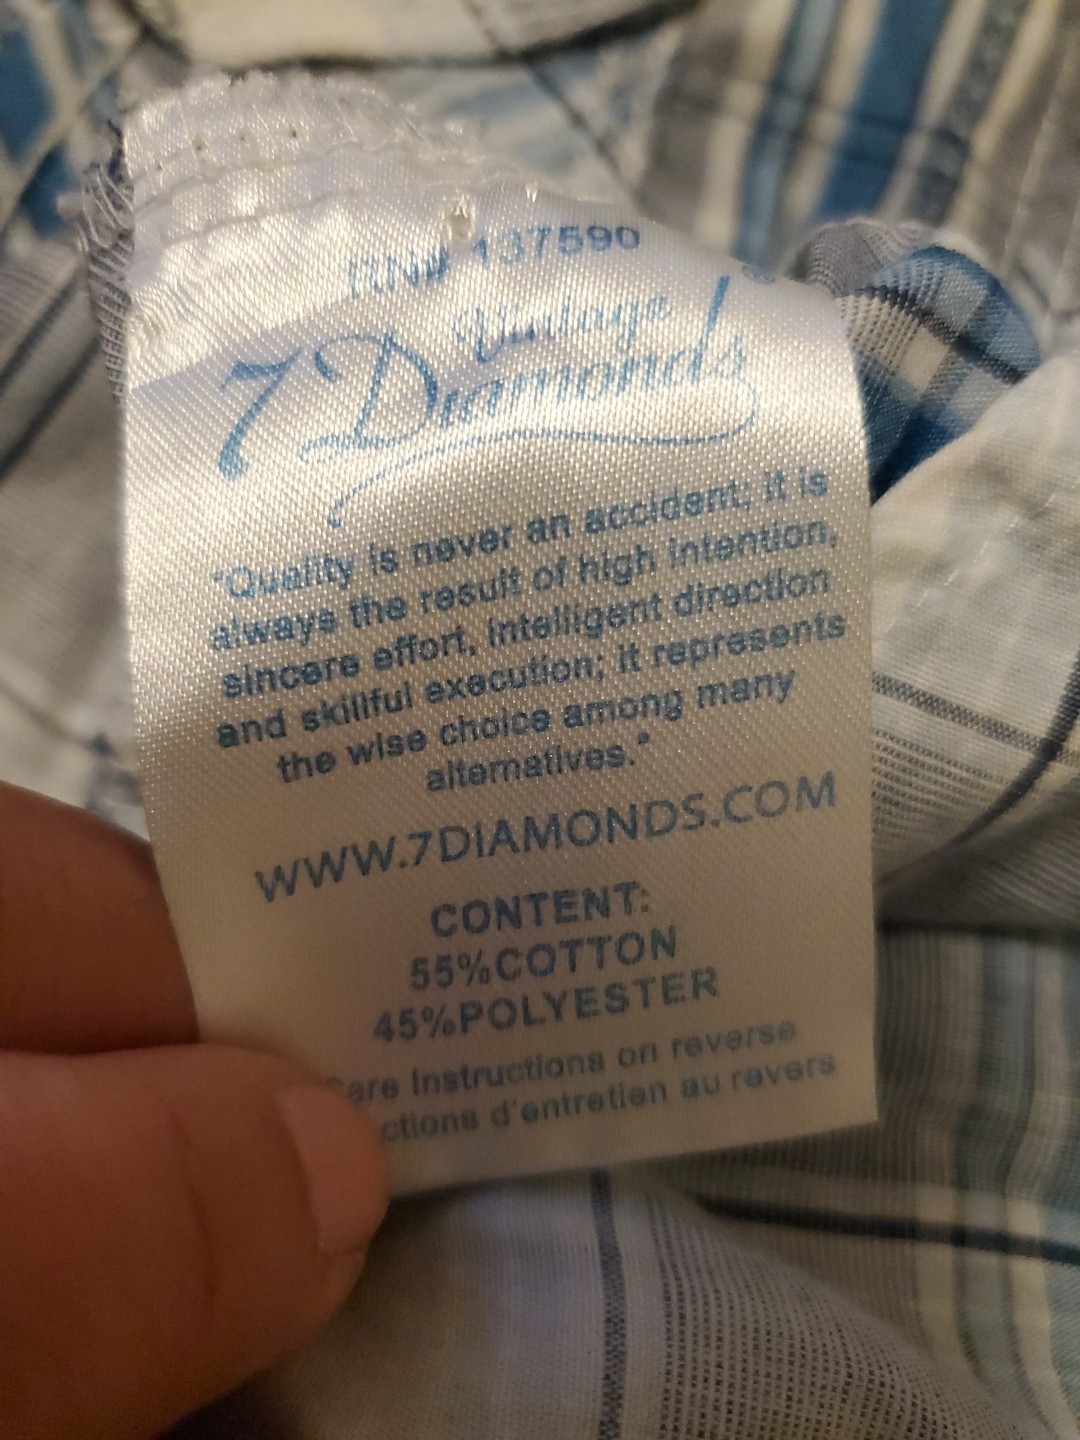 RN# 137590
Vintage
7 Diamonds®
"Quality is never an accident; it is
always the result of high intention,
sincere effort, intelligent direction
and skillful execution; it represents
the wise choice among many
alternatives."
WWW.7DIAMONDS.COM
CONTENT:
55%COTTON
45%POLYESTER
are instructions on reverse
ctions d'entretien au revers